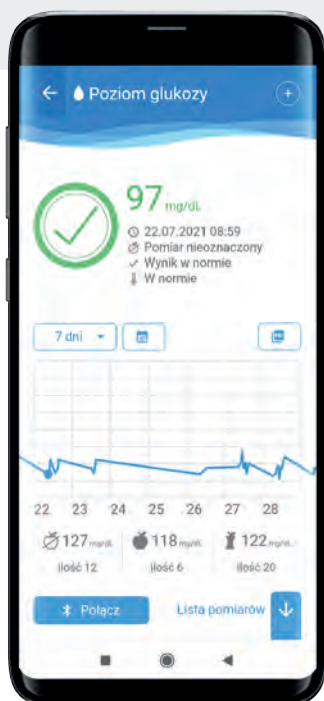 Poziom glukozy
97 mg/dL
22.07.2021 08:59
Pomiar nieoznaczony
Wynik w normie
W normie
7 dni
22 23 24 25 26 27 28
127 mg/dL 118 mg/dL 122 mg/dL
Ilość 12 Ilość 6 Ilość 20
Połącz Lista pomiarów